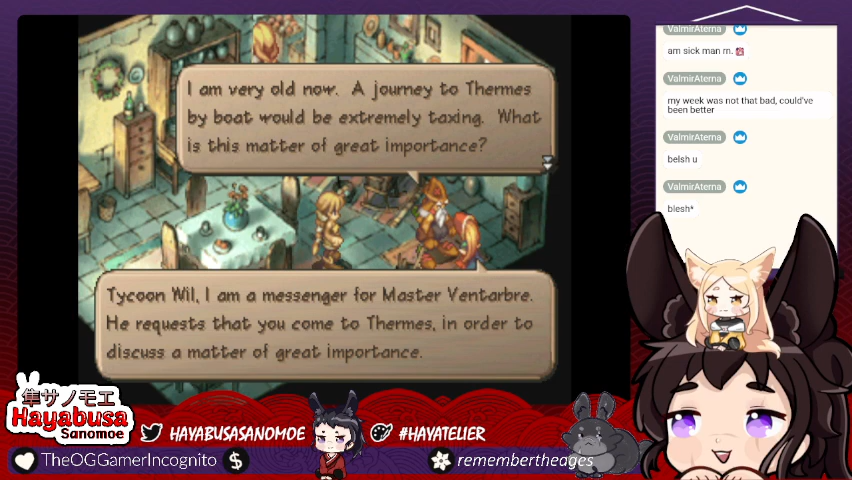 I am very old now. A journey to Thermes
by boat would be extremely taxing. What
is this matter of great importance?
Tycoon Wil, I am a messenger for Master Ventarbre.
He requests that you come to Thermes, in order to
discuss a matter of great importance.
ValmirAterna
am sick man rn.
ValmirAterna
my week was not that bad, could've
been better
ValmirAterna
belsh u
ValmirAterna
blesh*
隼サノモエ
Hayabusa
Sanomoe
HAYABUSASANOMOE
#HAYATELIER
TheOGGamerIncognito
$
remembertheages